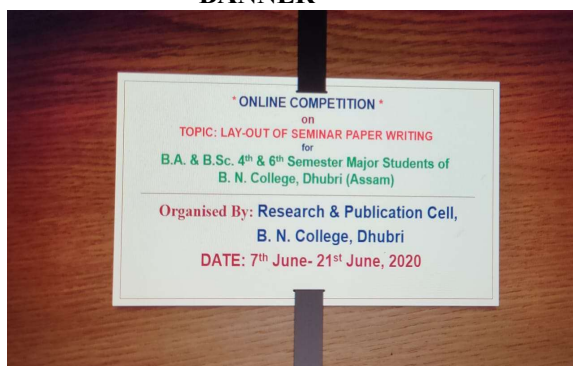 BANNER
* ONLINE COMPETITION *
on
TOPIC: LAY-OUT OF SEMINAR PAPER WRITING
for
B.A. & B.Sc. 4th & 6th Semester Major Students of
B. N. College, Dhubri (Assam)
Organised By: Research & Publication Cell,
B. N. College, Dhubri
DATE: 7th June- 21st June, 2020